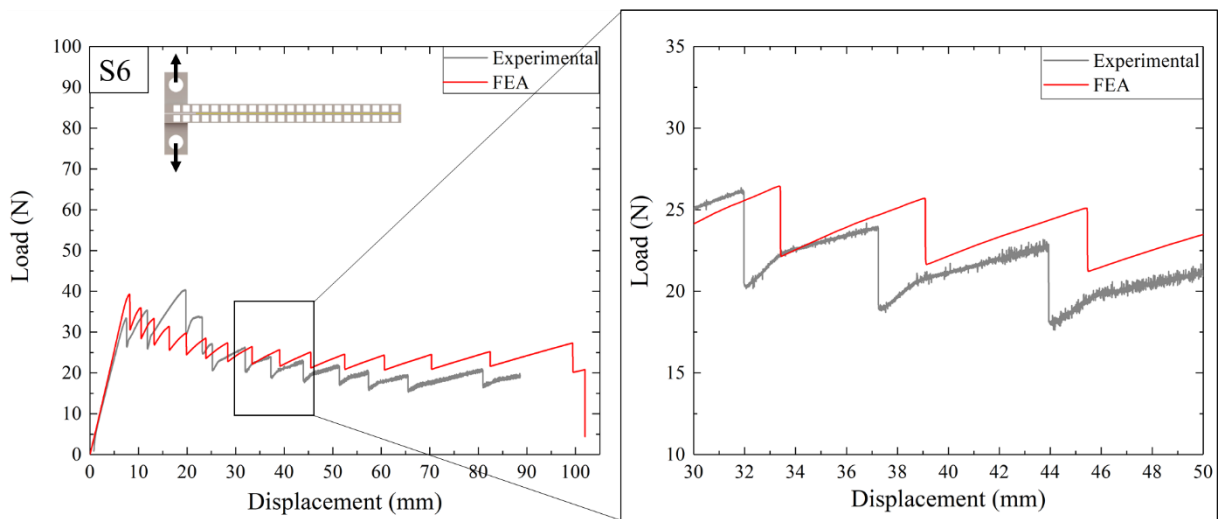 S6
Experimental
FEA
100
90
80
70
60
50
40
30
20
10
0
Load (N)
0 10 20 30 40 50 60 70 80 90 100
Displacement (mm)
Experimental
FEA
35
30
25
20
15
10
Load (N)
30 32 34 36 38 40 42 44 46 48 50
Displacement (mm)